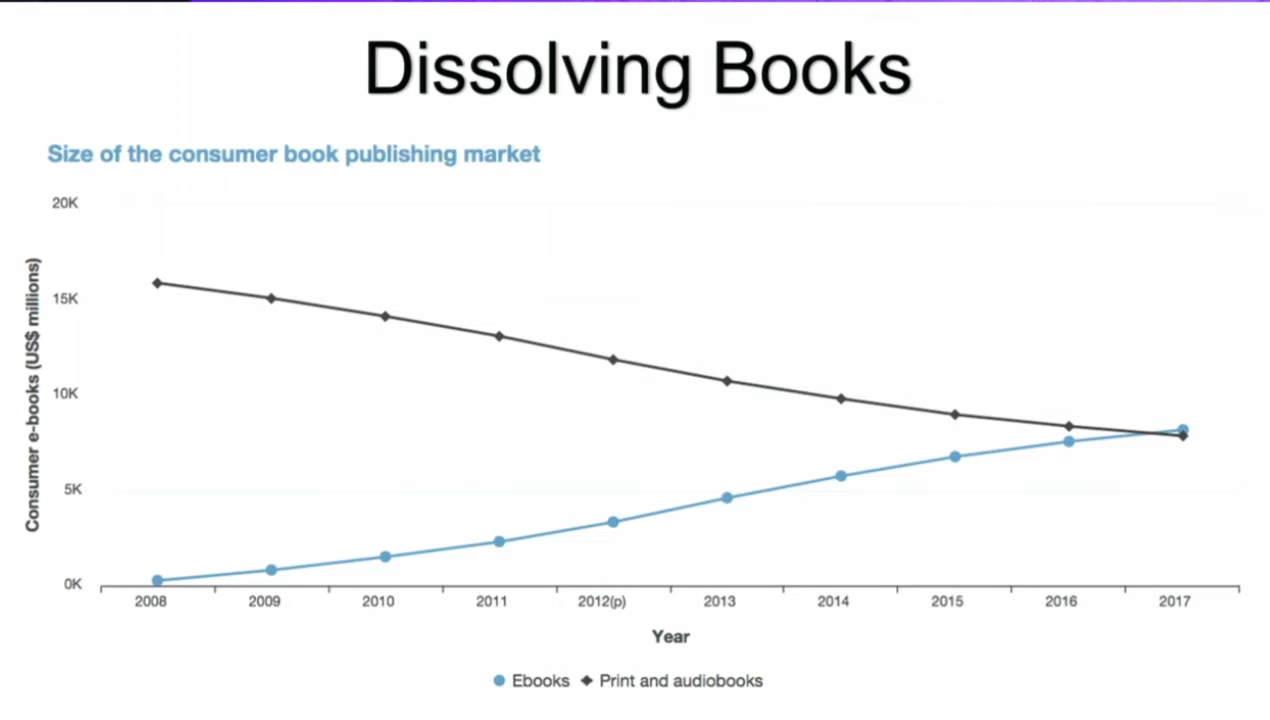 Dissolving Books
Size of the consumer book publishing market
Consumer e-books (US$ millions)
20K
15K
10K
5K
0K
2008 2009 2010 2011 2012(p) 2013 2014 2015 2016 2017
Year
Ebooks Print and audiobooks